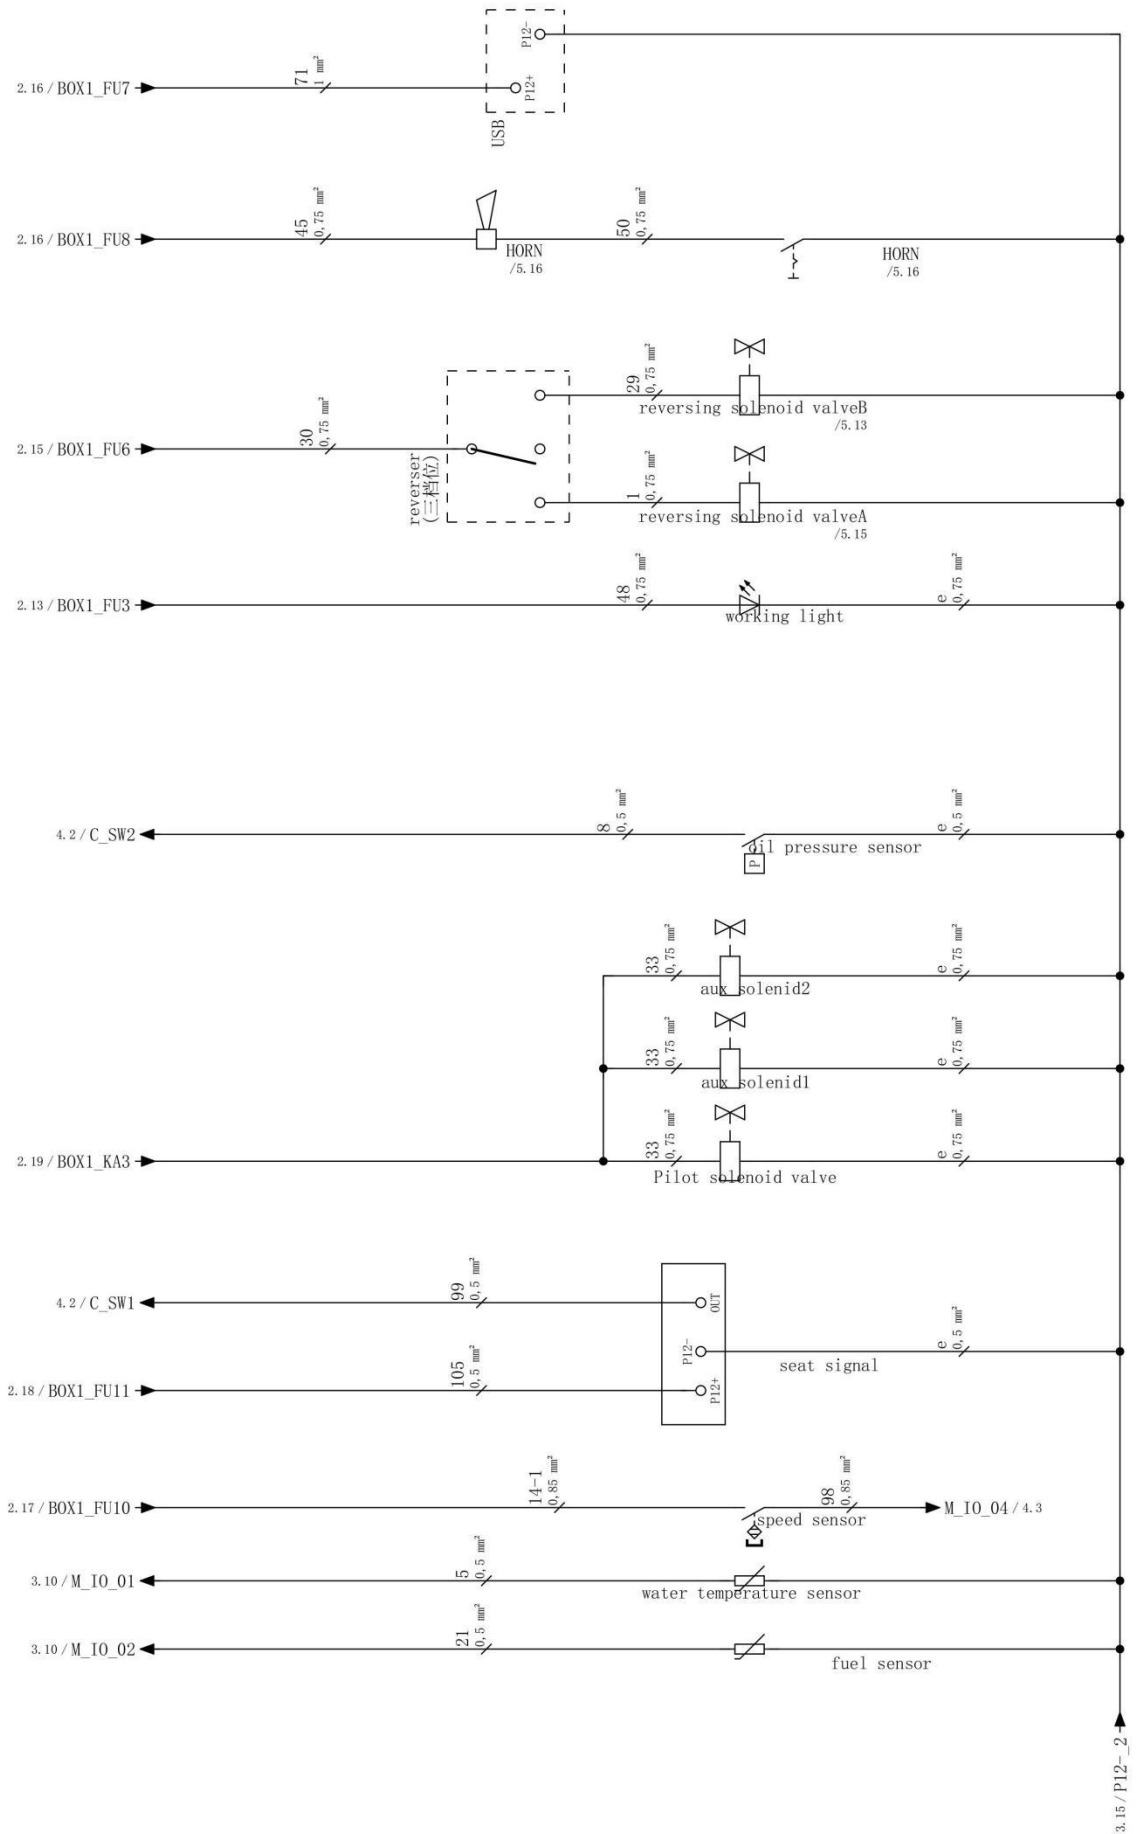 P12-
71
1 mm²
2.16 / BOX1_FU7
P12+
USB
45
0,75 mm²
50
0,75 mm²
2.16 / BOX1_FU8
HORN
/5.16
HORN
/5.16
29
0,75 mm²
reversing solenoid valveB
/5.13
30
0,75 mm²
2.15 / BOX1_FU6
reverser
(三档位)
1
0,75 mm²
reversing solenoid valveA
/5.15
48
0,75 mm²
e
0,75 mm²
2.13 / BOX1_FU3
working light
8
0,5 mm²
e
0,5 mm²
4.2 / C_SW2
oil pressure sensor
P
33
0,75 mm²
e
0,75 mm²
aux solenid2
33
0,75 mm²
e
0,75 mm²
aux solenid1
33
0,75 mm²
e
0,75 mm²
2.19 / BOX1_KA3
Pilot solenoid valve
99
0,5 mm²
4.2 / C_SW1
OUT
P12-
e
0,5 mm²
seat signal
105
0,5 mm²
2.18 / BOX1_FU11
P12+
14-1
0,85 mm²
98
0,85 mm²
2.17 / BOX1_FU10
M_IO_04 / 4.3
speed sensor
5
0,5 mm²
3.10 / M_IO_01
water temperature sensor
21
0,5 mm²
3.10 / M_IO_02
fuel sensor
3.15 / P12-_2